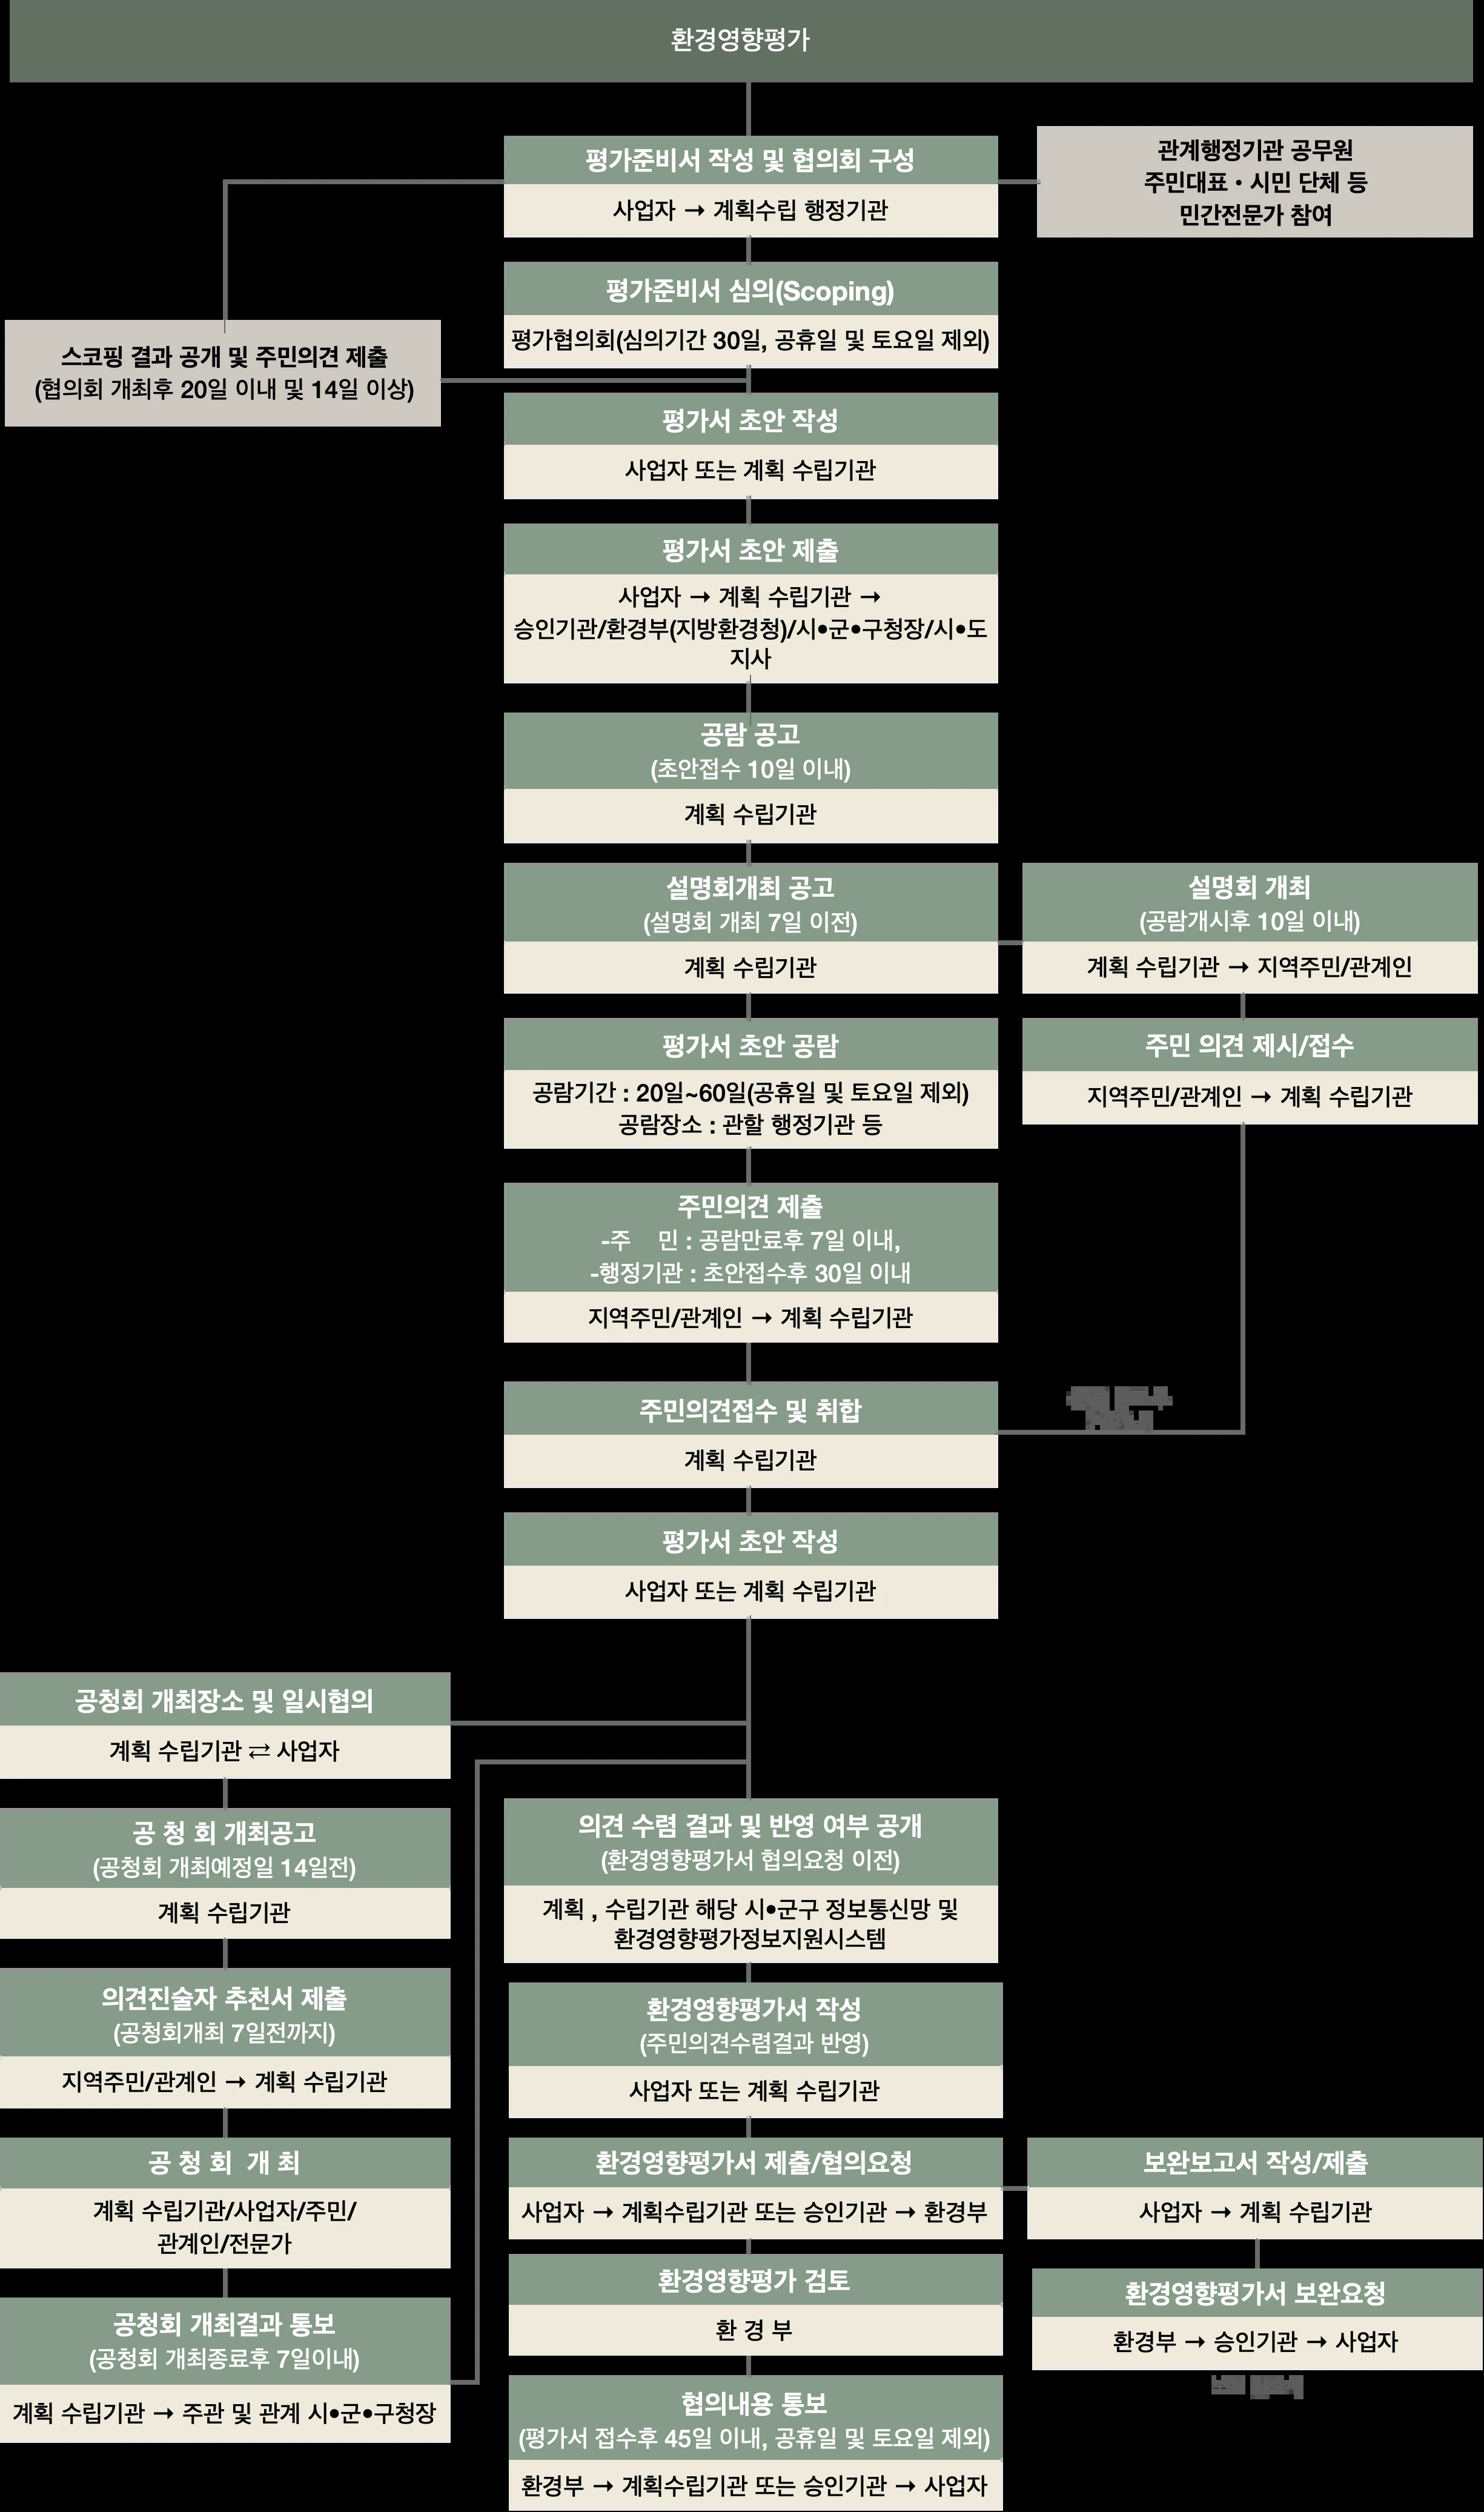 환경영향평가
평가준비서 작성 및 협의회 구성
사업자 → 계획수립 행정기관
관계행정기관 공무원
주민대표 · 시민 단체 등
민간전문가 참여
평가준비서 심의(Scoping)
평가협의회(심의기간 30일, 공휴일 및 토요일 제외)
스코핑 결과 공개 및 주민의견 제출
(협의회 개최후 20일 이내 및 14일 이상)
평가서 초안 작성
사업자 또는 계획 수립기관
평가서 초안 제출
사업자 → 계획 수립기관 →
승인기관/환경부(지방환경청)/시•군•구청장/시•도
지사
공람 공고
(초안접수 10일 이내)
계획 수립기관
설명회개최 공고
(설명회 개최 7일 이전)
계획 수립기관
설명회 개최
(공람개시후 10일 이내)
계획 수립기관 → 지역주민/관계인
평가서 초안 공람
공람기간 : 20일~60일(공휴일 및 토요일 제외)
공람장소 : 관할 행정기관 등
주민 의견 제시/접수
지역주민/관계인 → 계획 수립기관
주민의견 제출
-주 민 : 공람만료후 7일 이내,
-행정기관 : 초안접수후 30일 이내
지역주민/관계인 → 계획 수립기관
주민의견접수 및 취합
계획 수립기관
평가서 초안 작성
사업자 또는 계획 수립기관
공청회 개최장소 및 일시협의
계획 수립기관 ⇄ 사업자
공 청 회 개최공고
(공청회 개최예정일 14일전)
계획 수립기관
의견진술자 추천서 제출
(공청회개최 7일전까지)
지역주민/관계인 → 계획 수립기관
공 청 회 개 최
계획 수립기관/사업자/주민/
관계인/전문가
공청회 개최결과 통보
(공청회 개최종료후 7일이내)
계획 수립기관 → 주관 및 관계 시•군•구청장
의견 수렴 결과 및 반영 여부 공개
(환경영향평가서 협의요청 이전)
계획 , 수립기관 해당 시•군구 정보통신망 및
환경영향평가정보지원시스템
환경영향평가서 작성
(주민의견수렴결과 반영)
사업자 또는 계획 수립기관
환경영향평가서 제출/협의요청
사업자 → 계획수립기관 또는 승인기관 → 환경부
보완보고서 작성/제출
사업자 → 계획 수립기관
환경영향평가 검토
환 경 부
환경영향평가서 보완요청
환경부 → 승인기관 → 사업자
협의내용 통보
(평가서 접수후 45일 이내, 공휴일 및 토요일 제외)
환경부 → 계획수립기관 또는 승인기관 → 사업자